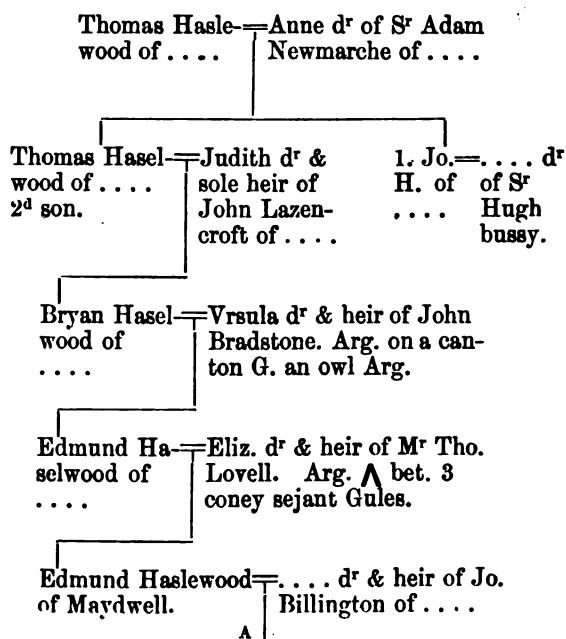 Thomas Hasle-
wood of . . . .
Anne dʳ of Sʳ Adam
Newmarche of . . . .
Thomas Hasel-
wood of . . . .
2ᵈ son.
Judith dʳ &
sole heir of
John Lazen-
croft of . . . .
1. Jo.
H. of
. . . .
. . . . dʳ
of Sʳ
Hugh
bussy.
Bryan Hasel-
wood of
. . . .
Vrsula dʳ & heir of John
Bradstone. Arg. on a can-
ton G. an owl Arg.
Edmund Ha-
selwood of
. . . .
Eliz. dʳ & heir of Mʳ Tho.
Lovell. Arg. ⋀ bet. 3
coney sejant Gules.
Edmund Haslewood
of Maydwell.
. . . . dʳ & heir of Jo.
Billington of . . . .
A